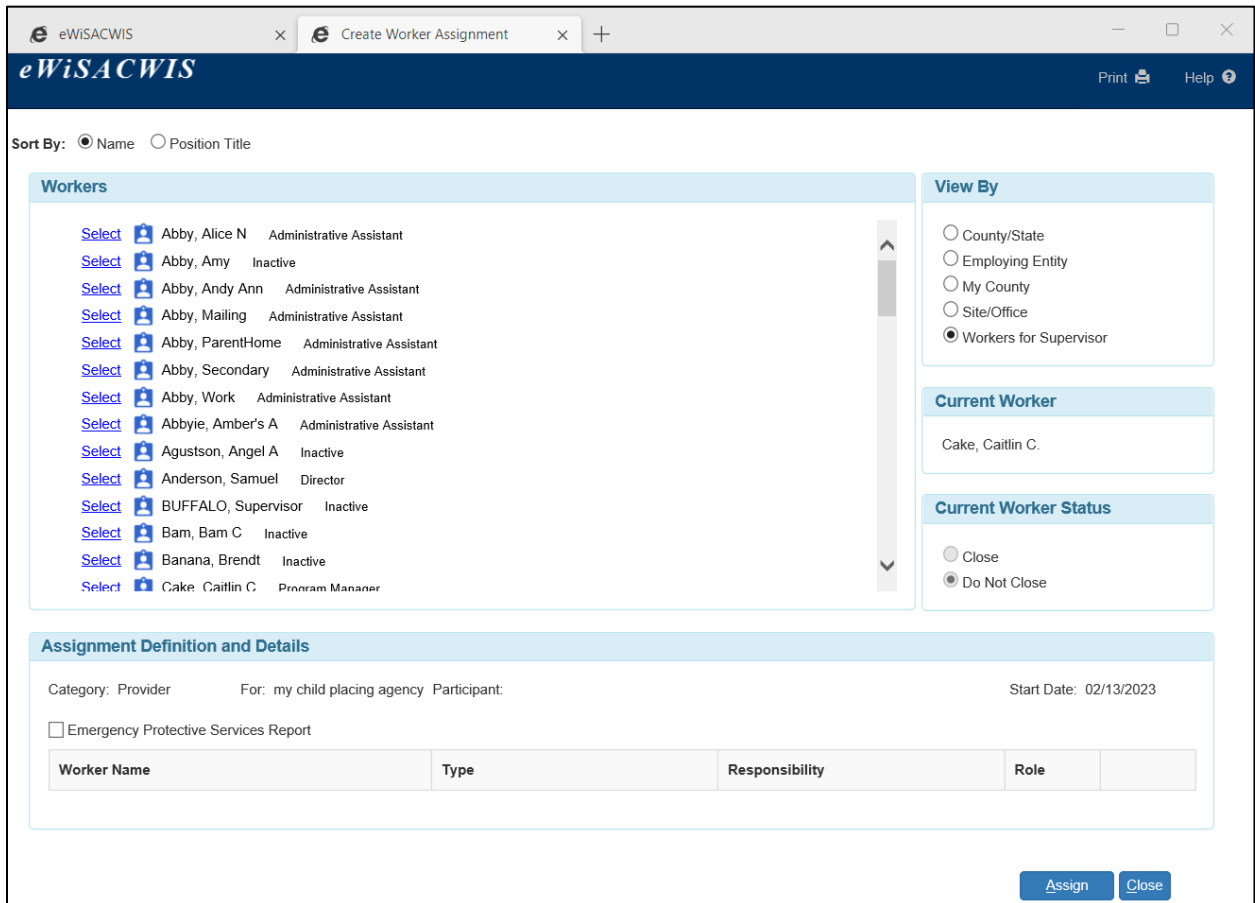 eWiSACWIS
Create Worker Assignment
eWiSACWIS
Print
Help
Sort By: Name Position Title
Workers
Select Abby, Alice N Administrative Assistant
Select Abby, Amy Inactive
Select Abby, Andy Ann Administrative Assistant
Select Abby, Mailing Administrative Assistant
Select Abby, ParentHome Administrative Assistant
Select Abby, Secondary Administrative Assistant
Select Abby, Work Administrative Assistant
Select Abbyie, Amber's A Administrative Assistant
Select Agustson, Angel A Inactive
Select Anderson, Samuel Director
Select BUFFALO, Supervisor Inactive
Select Bam, Bam C Inactive
Select Banana, Brendt Inactive
Select Cake, Caitlin C Program Manager
View By
County/State
Employing Entity
My County
Site/Office
Workers for Supervisor
Current Worker
Cake, Caitlin C.
Current Worker Status
Close
Do Not Close
Assignment Definition and Details
Category: Provider For: my child placing agency Participant: Start Date: 02/13/2023
Emergency Protective Services Report
Worker Name Type Responsibility Role
Assign Close